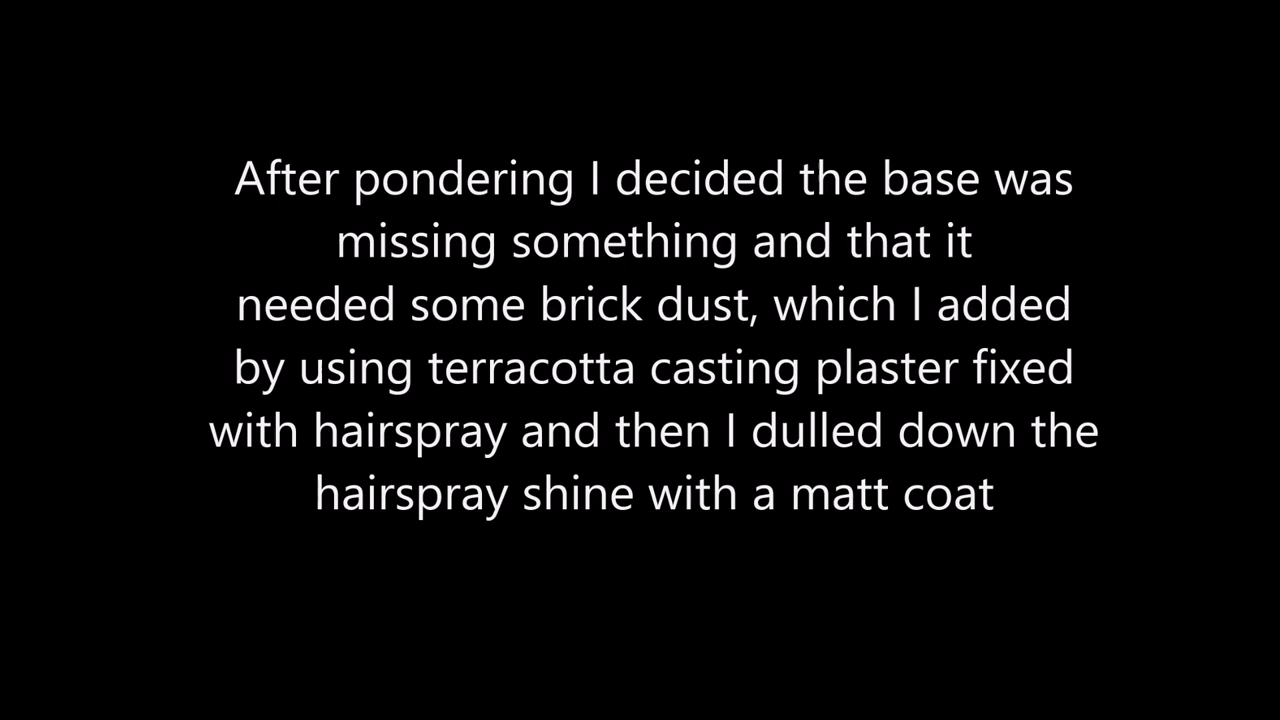 After pondering I decided the base was
missing something and that it
needed some brick dust, which I added
by using terracotta casting plaster fixed
with hairspray and then I dulled down the
hairspray shine with a matt coat